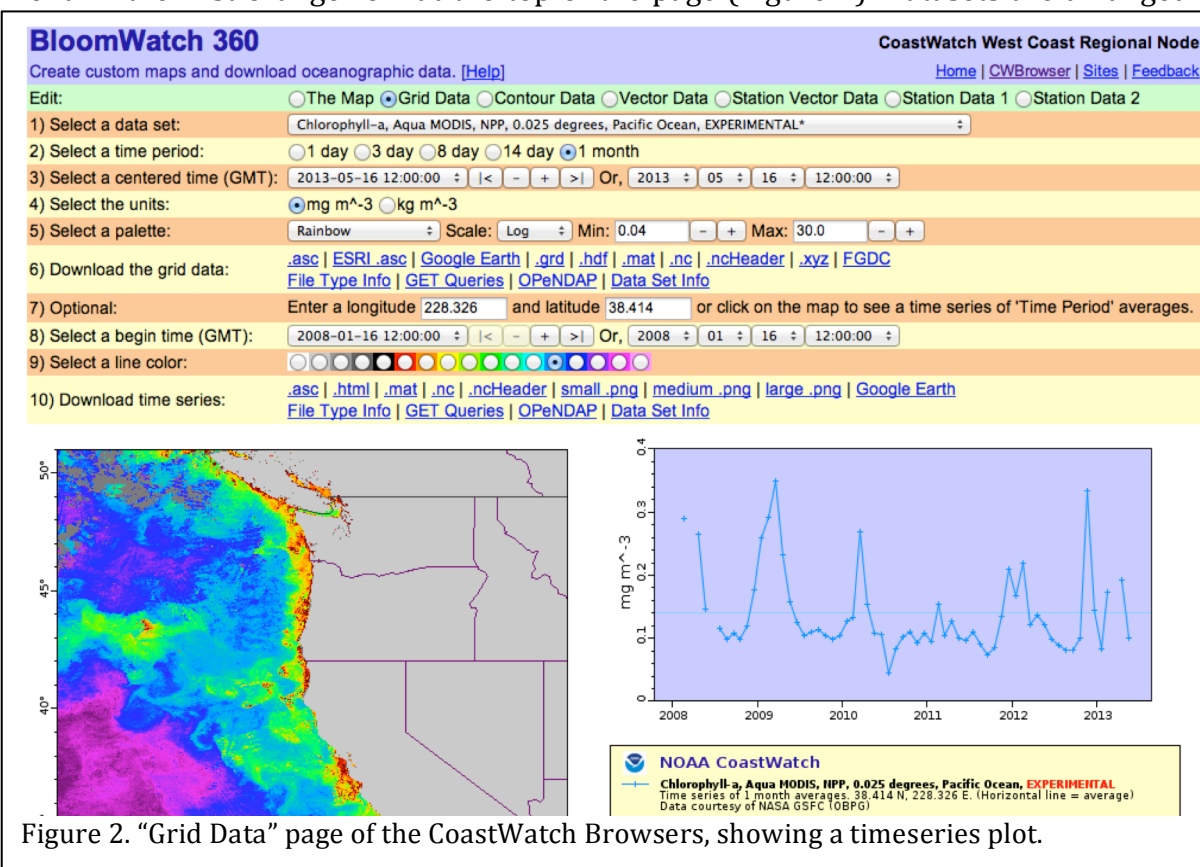 BloomWatch 360
CoastWatch West Coast Regional Node
Create custom maps and download oceanographic data. [Help]
Home | CWBrowser | Sites | Feedback
Edit: The Map Grid Data Contour Data Vector Data Station Vector Data Station Data 1 Station Data 2
1) Select a data set: Chlorophyll-a, Aqua MODIS, NPP, 0.025 degrees, Pacific Ocean, EXPERIMENTAL*
2) Select a time period: 1 day 3 day 8 day 14 day 1 month
3) Select a centered time (GMT): 2013-05-16 12:00:00 |< - + >| Or, 2013 05 16 12:00:00
4) Select the units: mg m^-3 kg m^-3
5) Select a palette: Rainbow Scale: Log Min: 0.04 - + Max: 30.0 - +
6) Download the grid data: .asc | ESRI .asc | Google Earth | .grd | .hdf | .mat | .nc | .ncHeader | .xyz | FGDC
File Type Info | GET Queries | OPeNDAP | Data Set Info
7) Optional: Enter a longitude 228.326 and latitude 38.414 or click on the map to see a time series of 'Time Period' averages.
8) Select a begin time (GMT): 2008-01-16 12:00:00 |< - + >| Or, 2008 01 16 12:00:00
9) Select a line color:
10) Download time series: .asc | .html | .mat | .nc | .ncHeader | small .png | medium .png | large .png | Google Earth
File Type Info | GET Queries | OPeNDAP | Data Set Info
50°
45°
40°
mg m^-3
0.4
0.3
0.2
0.1
0
2008 2009 2010 2011 2012 2013
NOAA CoastWatch
Chlorophyll-a, Aqua MODIS, NPP, 0.025 degrees, Pacific Ocean, EXPERIMENTAL
Time series of 1 month averages. 38.414 N, 228.326 E. (Horizontal line = average)
Data courtesy of NASA GSFC (OBPG)
Figure 2. “Grid Data” page of the CoastWatch Browsers, showing a timeseries plot.